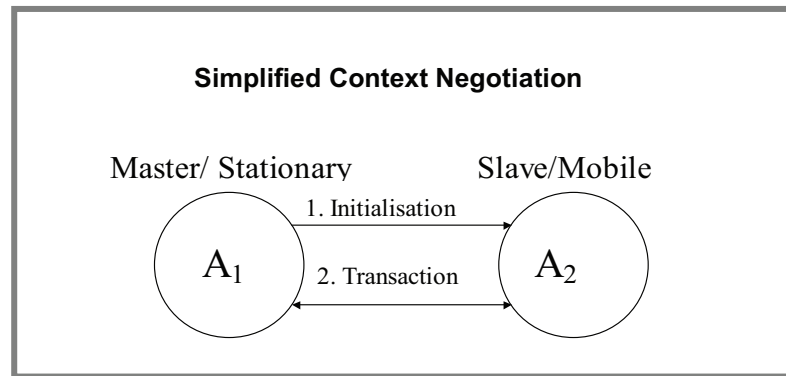 Simplified Context Negotiation
Master/ Stationary
Slave/Mobile
1. Initialisation
A1
A2
2. Transaction